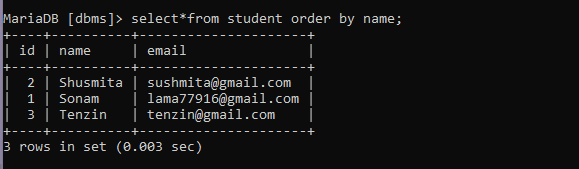 MariaDB [dbms]> select*from student order by name;
+----+----------+---------------------+
| id | name     | email               |
+----+----------+---------------------+
|  2 | Shusmita | sushmita@gmail.com  |
|  1 | Sonam    | lama77916@gmail.com |
|  3 | Tenzin   | tenzin@gmail.com    |
+----+----------+---------------------+
3 rows in set (0.003 sec)